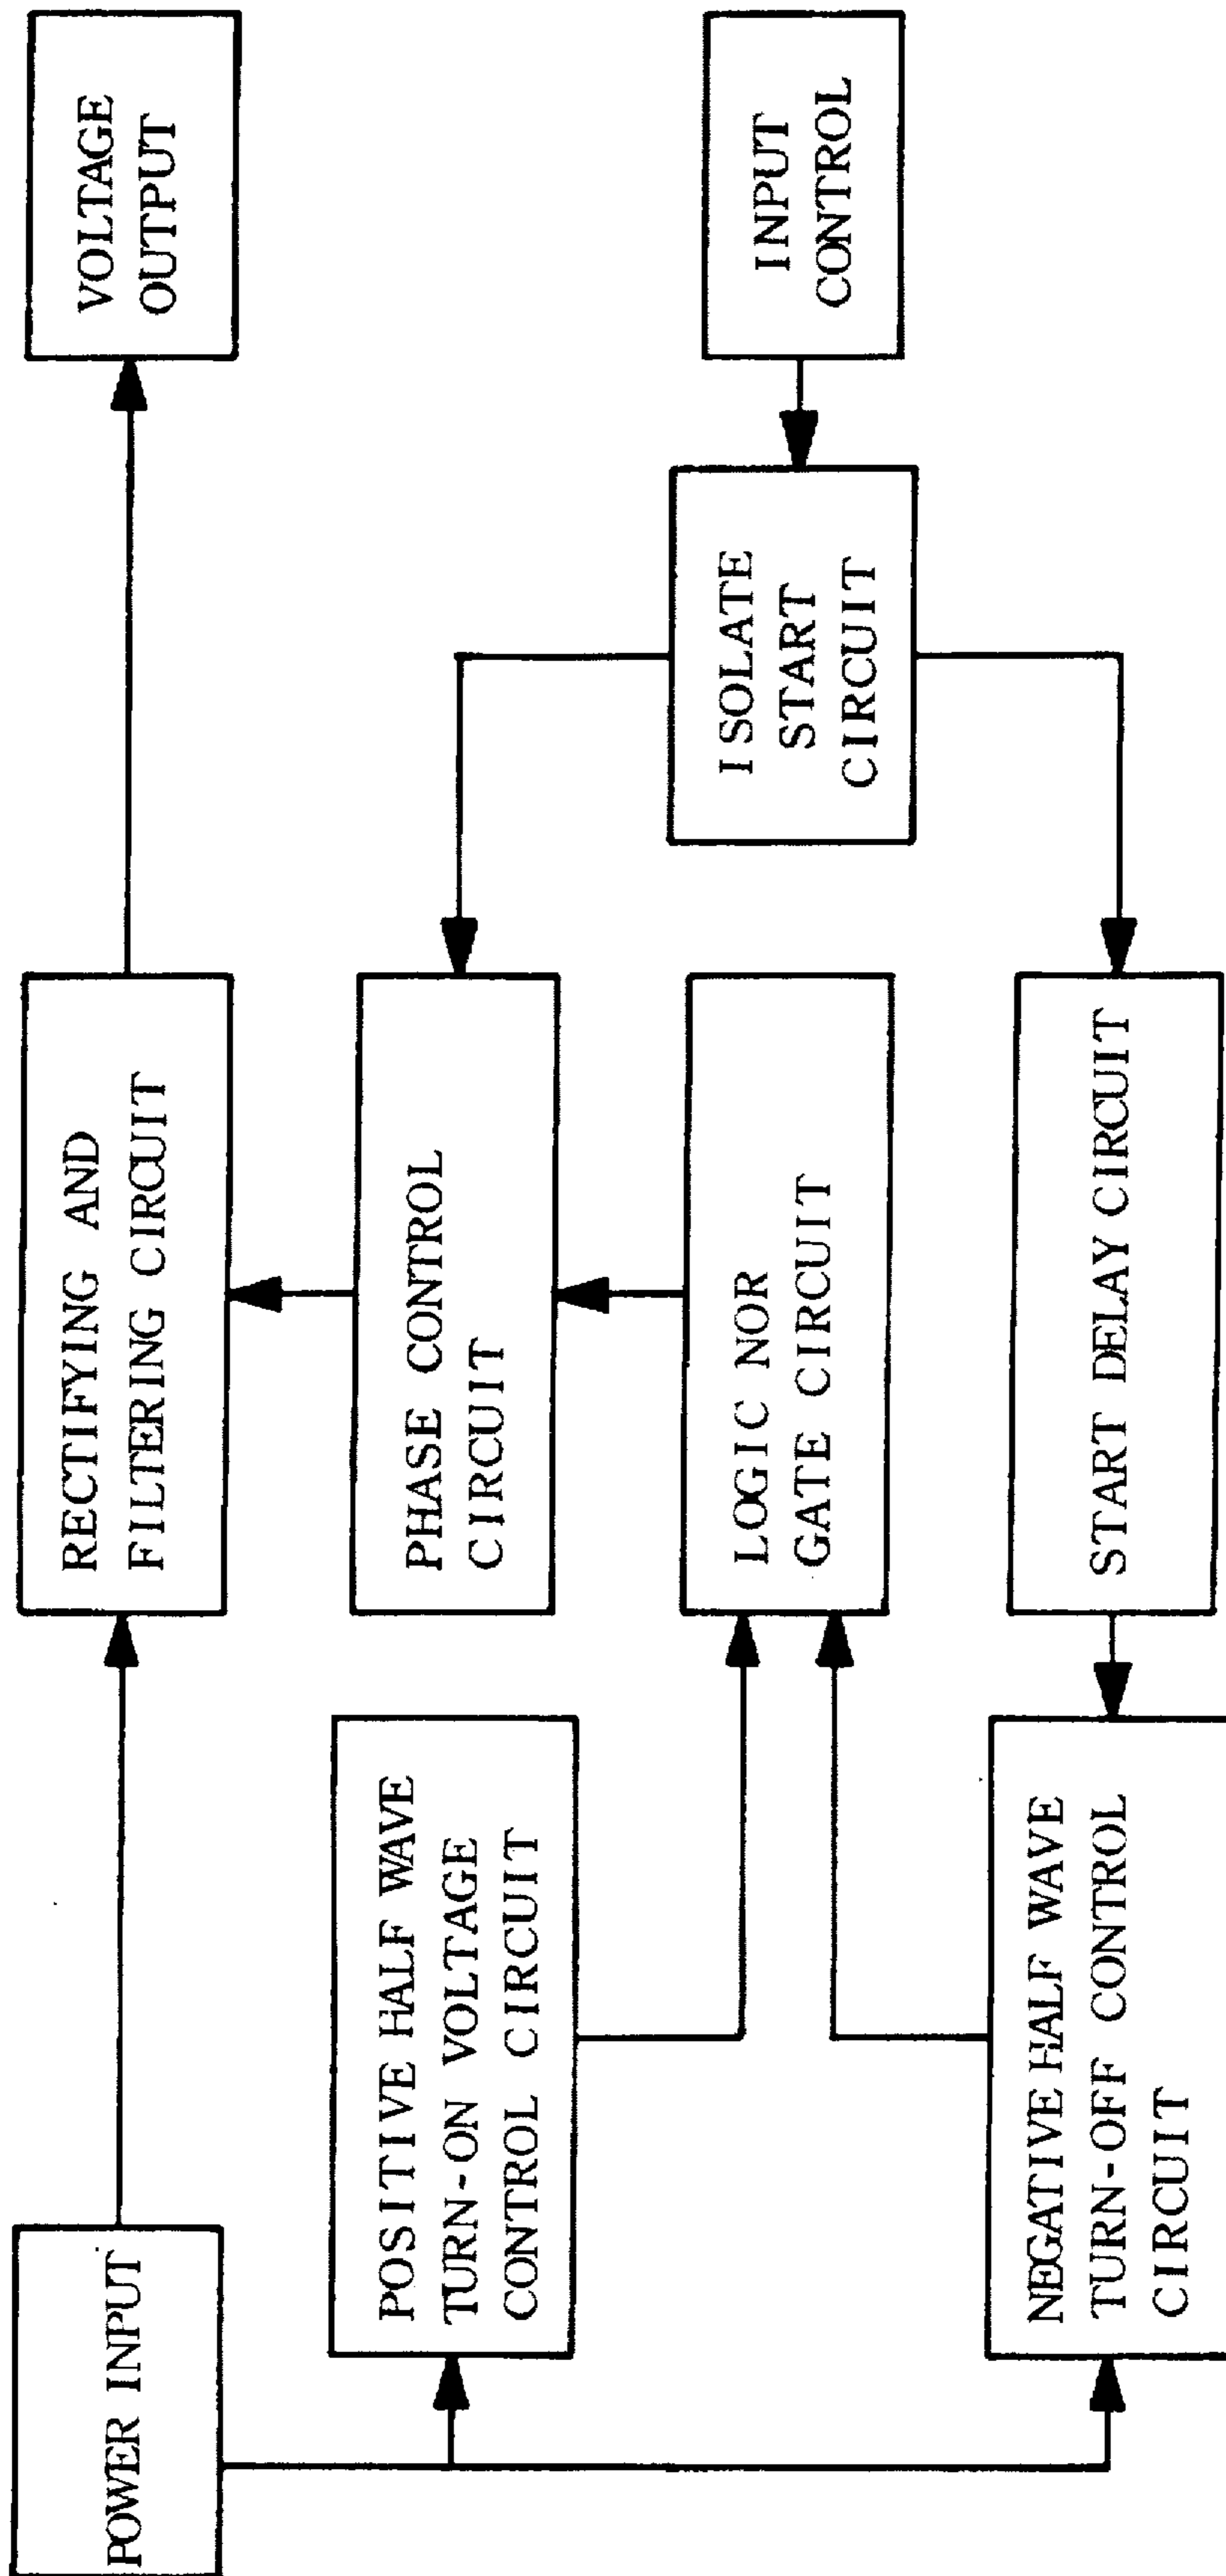 POWER INPUT
RECTIFYING AND
FILTERING CIRCUIT
VOLTAGE
OUTPUT
POSITIVE HALF WAVE
TURN-ON VOLTAGE
CONTROL CIRCUIT
PHASE CONTROL
CIRCUIT
LOGIC NOR
GATE CIRCUIT
ISOLATE
START
CIRCUIT
INPUT
CONTROL
NEGATIVE HALF WAVE
TURN-OFF CONTROL
CIRCUIT
START DELAY CIRCUIT